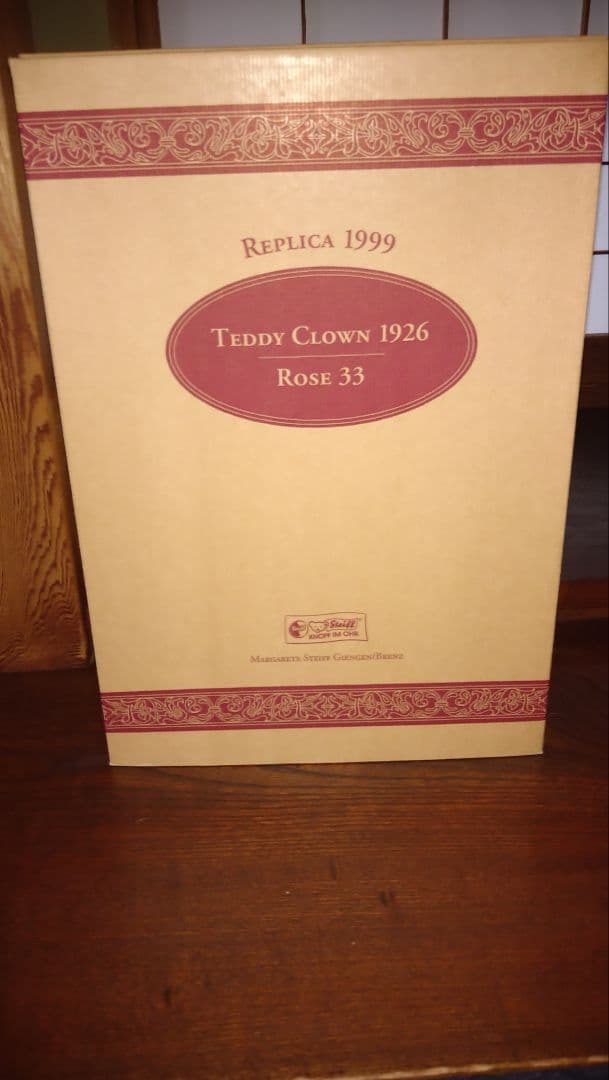 REPLICA 1999
TEDDY CLOWN 1926
ROSE 33
Steiff
KNOPF IM OHR
MARGARETE STEIFF GIENGEN/BRENZ